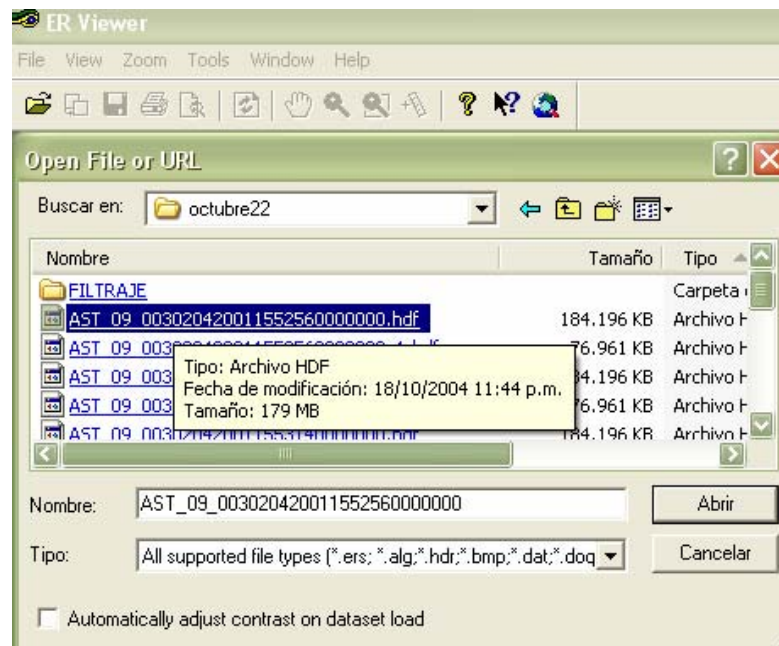 ER Viewer
File View Zoom Tools Window Help
Open File or URL
Buscar en: octubre22
Nombre Tamaño Tipo
FILTRAJE Carpeta
AST_09_00302042001155256000000​0.hdf 184.196 KB Archivo H
AST_09_003 76.961 KB Archivo H
AST_09_003 84.196 KB Archivo H
AST_09_003 76.961 KB Archivo H
184.196 KB Archivo H
Tipo: Archivo HDF
Fecha de modificación: 18/10/2004 11:44 p.m.
Tamaño: 179 MB
Nombre: AST_09_003020420011552560000000 Abrir
Tipo: All supported file types (*.ers; *.alg;*.hdr;*.bmp;*.dat;*.doq Cancelar
Automatically adjust contrast on dataset load